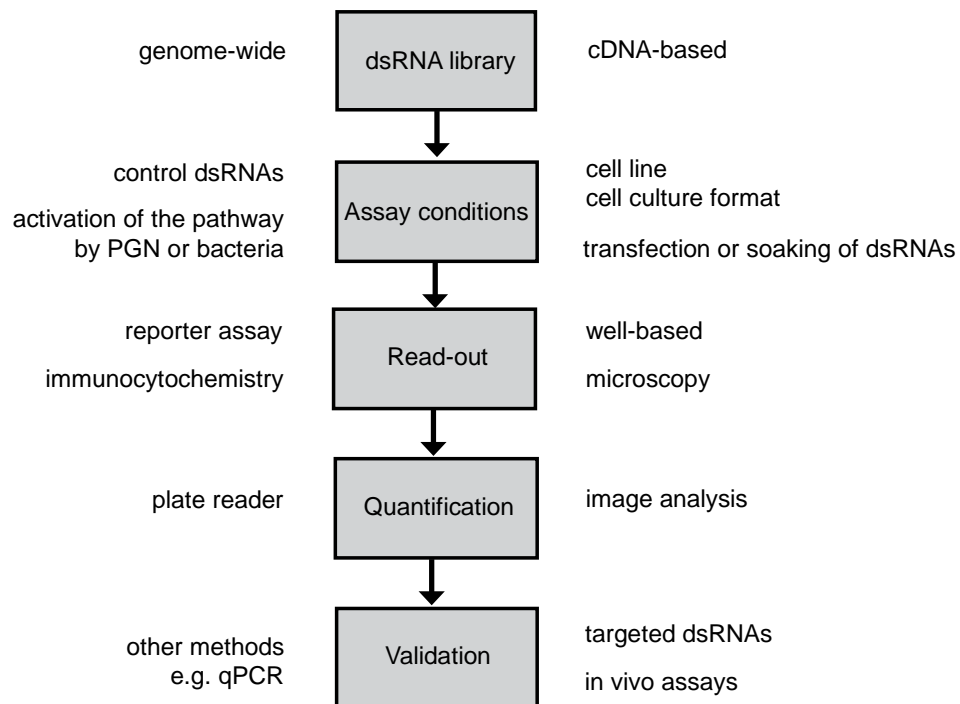 genome-wide
dsRNA library
cDNA-based
control dsRNAs
activation of the pathway
by PGN or bacteria
Assay conditions
cell line
cell culture format
transfection or soaking of dsRNAs
reporter assay
immunocytochemistry
Read-out
well-based
microscopy
plate reader
Quantification
image analysis
other methods
e.g. qPCR
Validation
targeted dsRNAs
in vivo assays